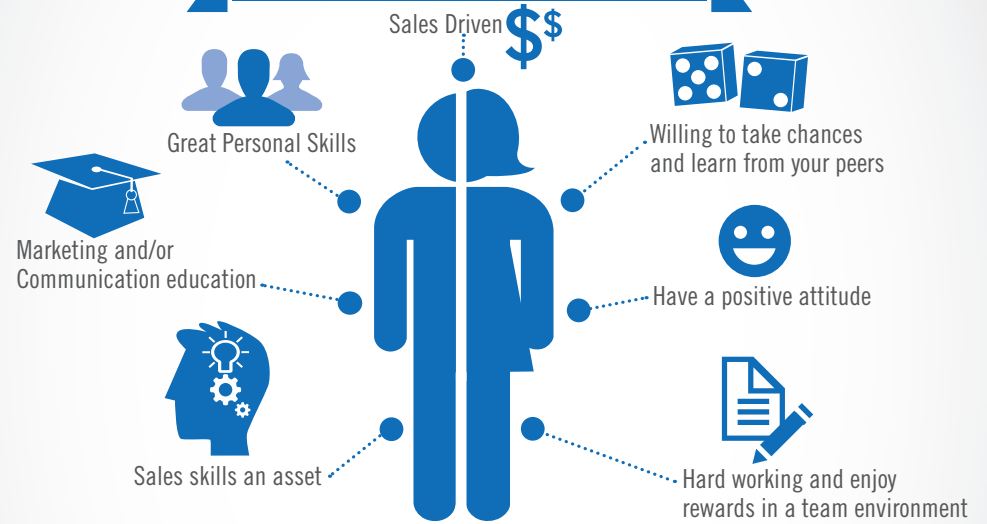 Sales Driven $$
Great Personal Skills
Willing to take chances
and learn from your peers
Marketing and/or
Communication education
Have a positive attitude
Sales skills an asset
Hard working and enjoy
rewards in a team environment